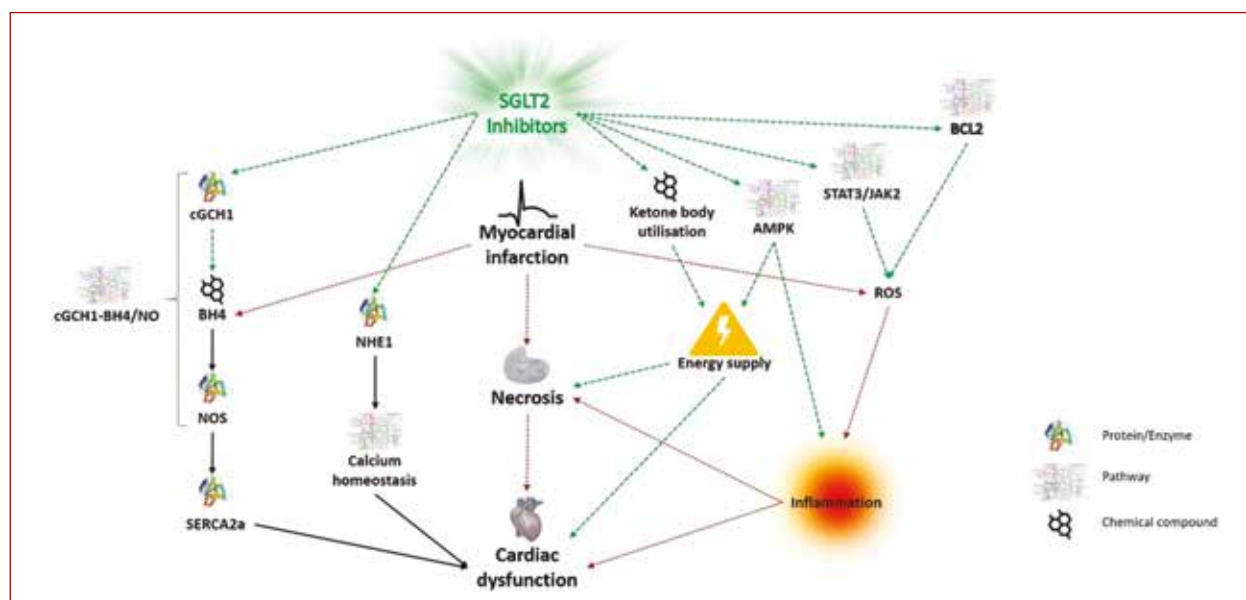 SGLT2
Inhibitors
BCL2
cGCH1
Myocardial
infarction
Ketone body
utilisation
AMPK
STAT3/JAK2
cGCH1-BH4/NO
BH4
NHE1
ROS
Energy supply
Necrosis
NOS
Calcium
homeostasis
SERCA2a
Cardiac
dysfunction
Inflammation
Protein/Enzyme
Pathway
Chemical compound